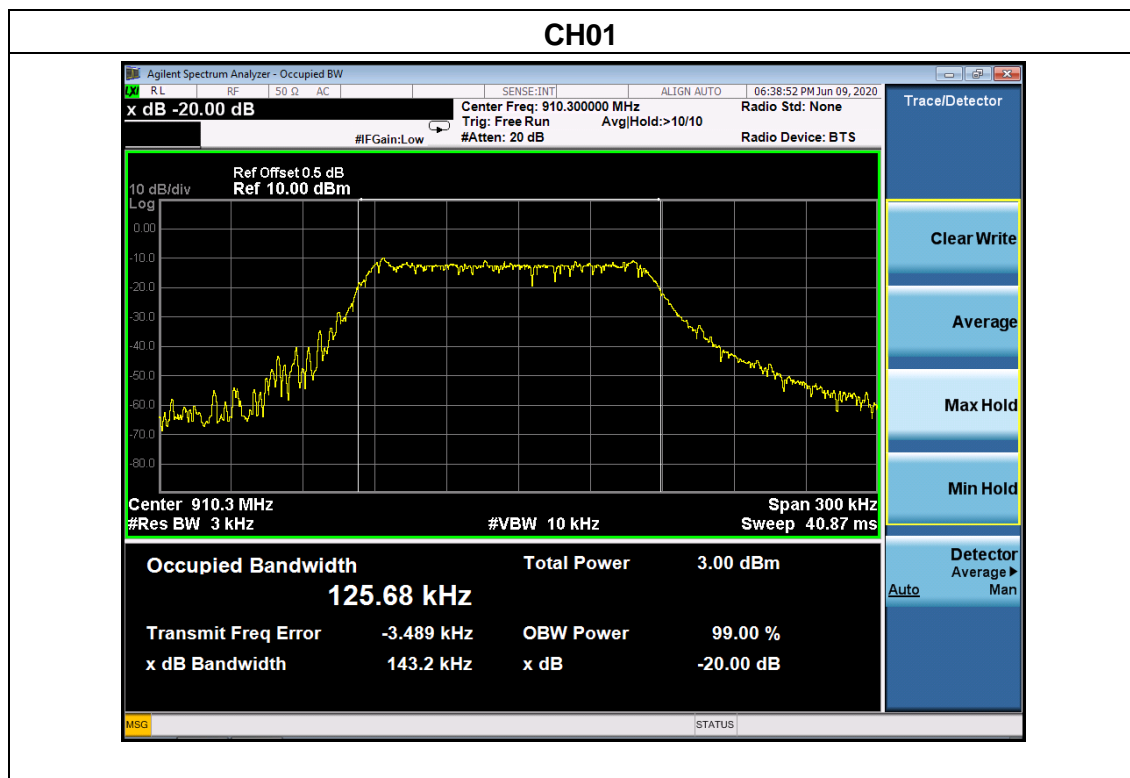 CH01
Agilent Spectrum Analyzer - Occupied BW
LXI RL RF 50 Ω AC SENSE:INT ALIGN AUTO 06:38:52 PM Jun 09, 2020
x dB -20.00 dB
Center Freq: 910.300000 MHz
Radio Std: None
Trig: Free Run Avg|Hold:>10/10
#IFGain:Low
#Atten: 20 dB
Radio Device: BTS
Trace/Detector
Ref Offset 0.5 dB
10 dB/div Ref 10.00 dBm
Log
0.00
-10.0
-20.0
-30.0
-40.0
-50.0
-60.0
-70.0
-80.0
Clear Write
Average
Max Hold
Min Hold
Center 910.3 MHz
Span 300 kHz
#Res BW 3 kHz
#VBW 10 kHz
Sweep 40.87 ms
Detector
Average
Auto Man
Occupied Bandwidth
Total Power 3.00 dBm
125.68 kHz
Transmit Freq Error -3.489 kHz
OBW Power 99.00 %
x dB Bandwidth 143.2 kHz
x dB -20.00 dB
MSG
STATUS